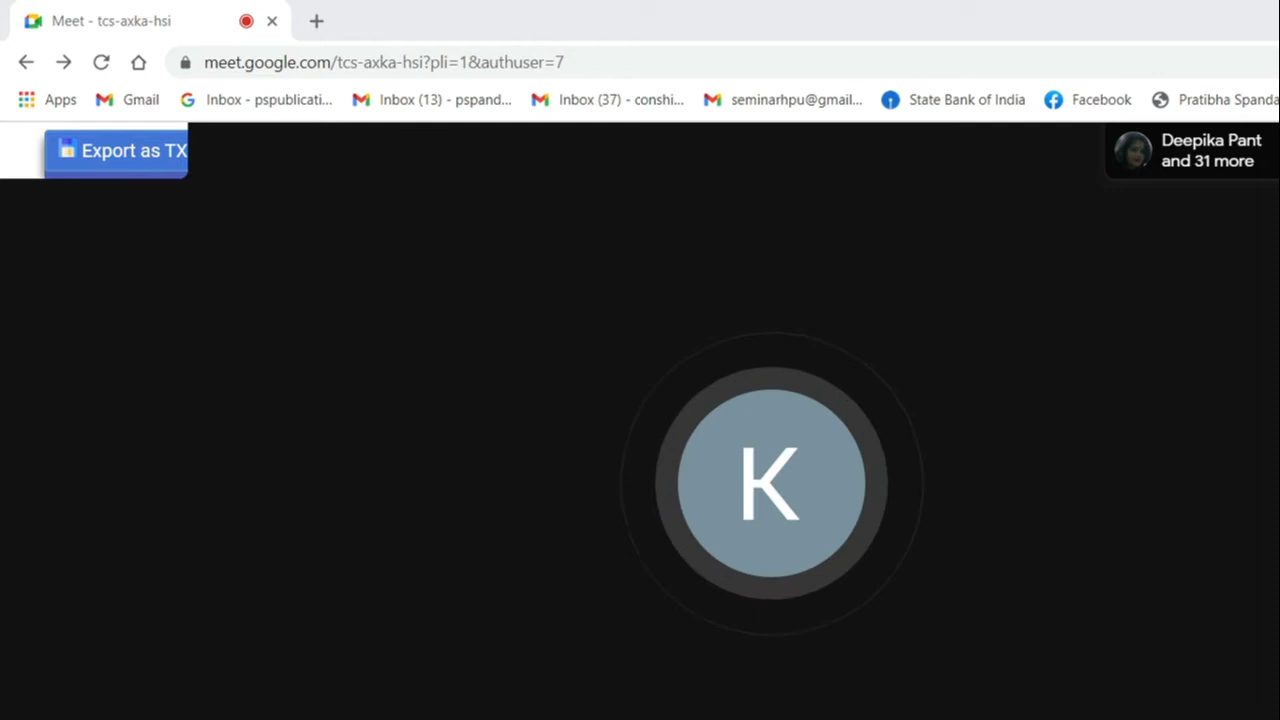 Meet - tcs-axka-hsi
meet.google.com/tcs-axka-hsi?pli=1&authuser=7
Apps
Gmail
Inbox - pspublicati...
Inbox (13) - pspand...
Inbox (37) - conshi...
seminarhpu@gmail...
State Bank of India
Facebook
Pratibha Spanda
Export as TX
Deepika Pant
and 31 more
K